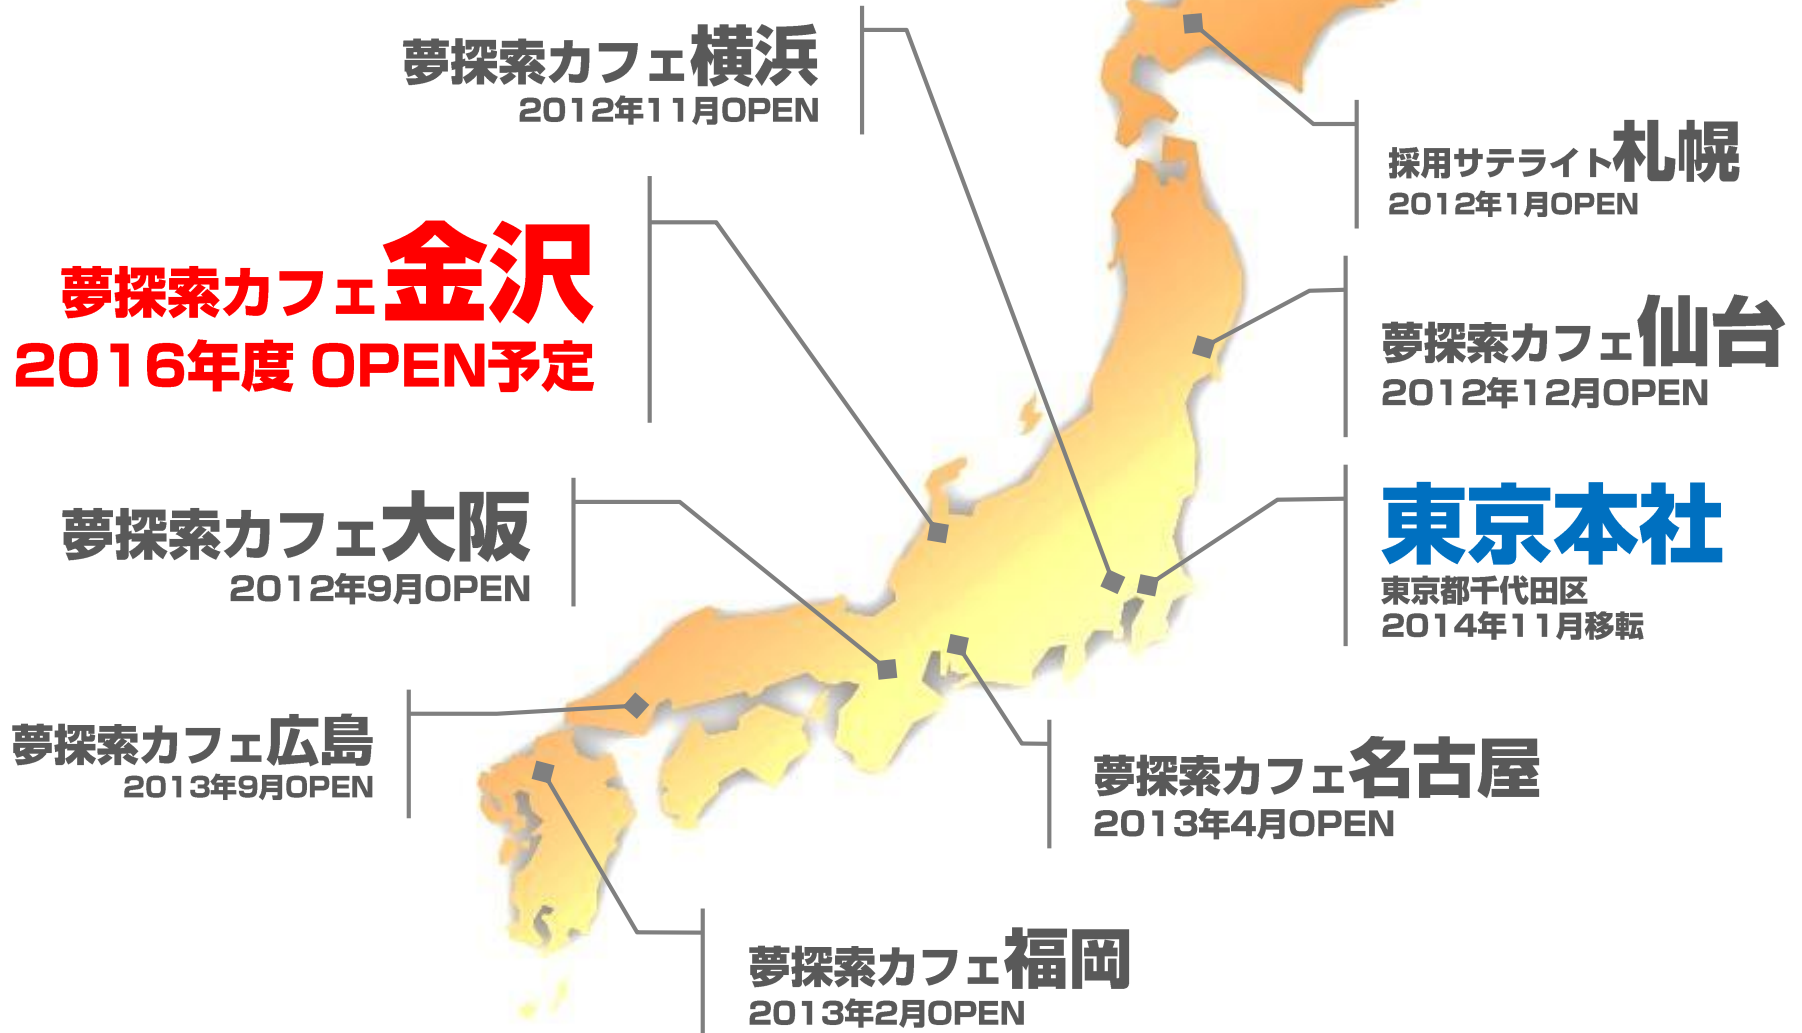 夢探索カフェ横浜
2012年11月OPEN
採用サテライト札幌
2012年1月OPEN
夢探索カフェ金沢
2016年度 OPEN予定
夢探索カフェ仙台
2012年12月OPEN
夢探索カフェ大阪
2012年9月OPEN
東京本社
東京都千代田区
2014年11月移転
夢探索カフェ広島
2013年9月OPEN
夢探索カフェ名古屋
2013年4月OPEN
夢探索カフェ福岡
2013年2月OPEN